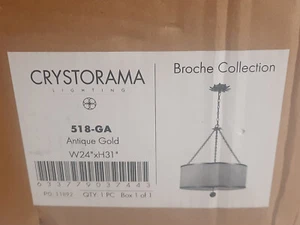 CRYSTORAMA
LIGHTING
Broche Collection
518-GA
Antique Gold
W24"xH31"
QTY: 1 PC Box 1 of 1